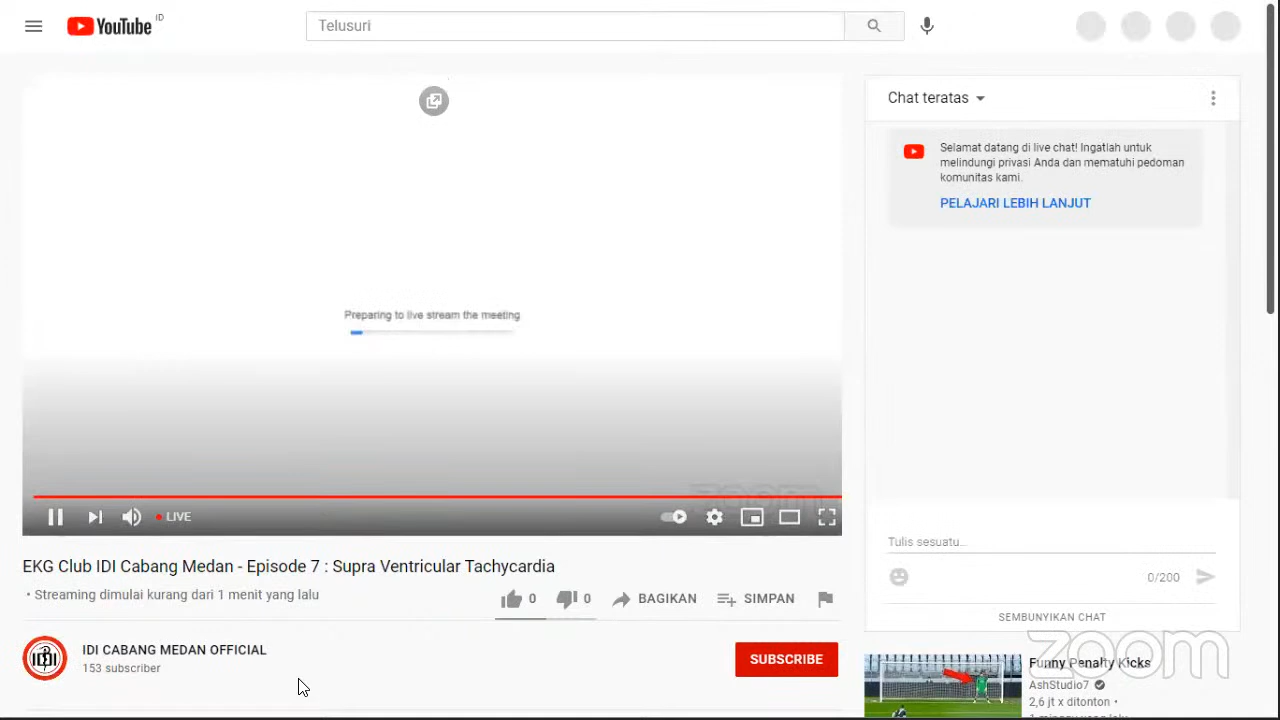 YouTube ID
Telusuri
Preparing to live stream the meeting
zoom
LIVE
EKG Club IDI Cabang Medan - Episode 7 : Supra Ventricular Tachycardia
• Streaming dimulai kurang dari 1 menit yang lalu
0
0
BAGIKAN
SIMPAN
IDI CABANG MEDAN OFFICIAL
153 subscriber
SUBSCRIBE
Chat teratas
Selamat datang di live chat! Ingatlah untuk
melindungi privasi Anda dan mematuhi pedoman
komunitas kami.
PELAJARI LEBIH LANJUT
Tulis sesuatu...
0/200
SEMBUNYIKAN CHAT
zoom
Funny Penalty Kicks
AshStudio7
2,6 jt x ditonton •